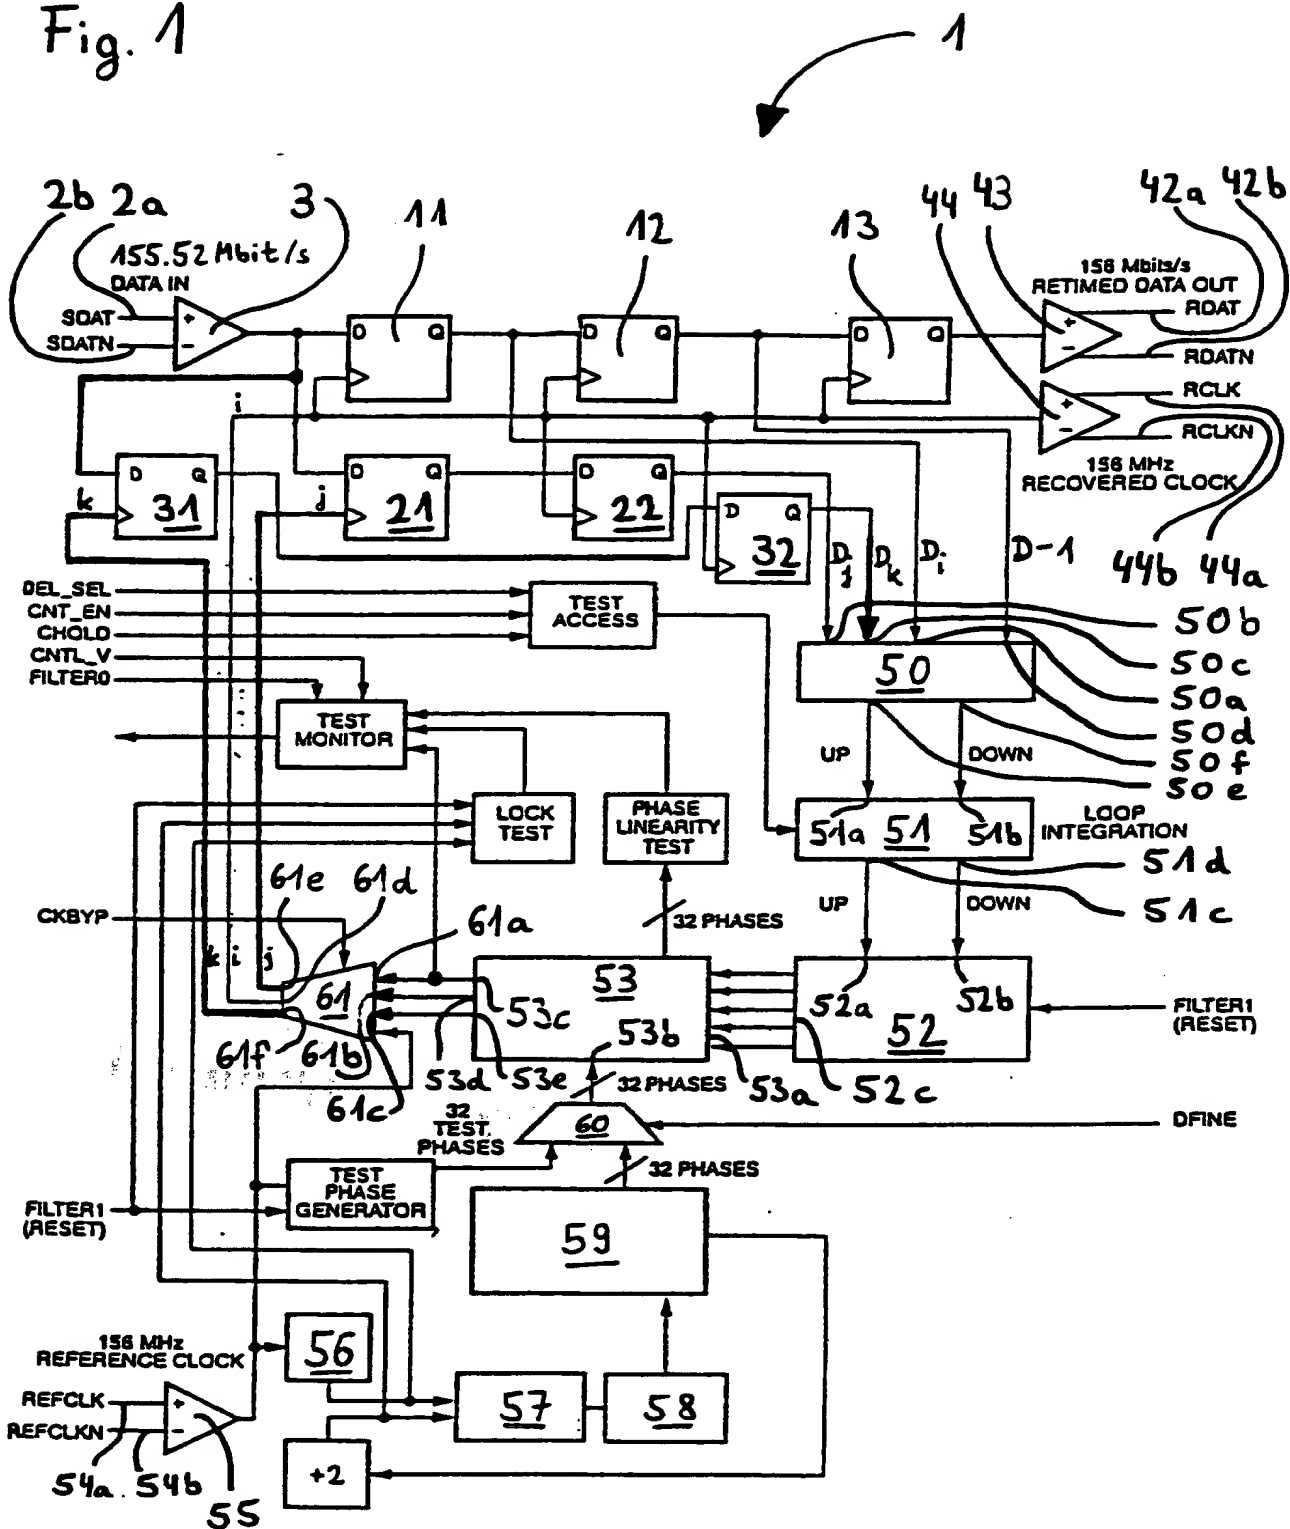 Fig. 1
1
2b 2a 3 11 12 13 44 43 42a 42b
155.52 Mbit/s
DATA IN
156 Mbits/s
RETIMED DATA OUT
SDAT
SDATN
+
−
D Q
D Q
D Q
+
−
RDAT
RDATN
i
+
−
RCLK
RCLKN
156 MHz
RECOVERED CLOCK
k
D Q
31
j
D Q
21
D Q
22
D Q
32
Dj Dk Di D-1
44b 44a
DEL_SEL
CNT_EN
CHOLD
CNTL_V
FILTER0
TEST
ACCESS
50
50b
50c
50a
50d
50f
50e
TEST
MONITOR
UP
DOWN
LOCK
TEST
PHASE
LINEARITY
TEST
51a 51 51b
LOOP
INTEGRATION
51d
51c
61e 61d
61a
CKBYP
32 PHASES
UP
DOWN
k i j
61
53
53c
53b
52a 52b
52
FILTER1
(RESET)
61f 61b
61c
53d 53e
53a 52c
32 PHASES
32
TEST
PHASES
60
DFINE
TEST
PHASE
GENERATOR
32 PHASES
FILTER1
(RESET)
59
156 MHz
REFERENCE CLOCK
56
REFCLK
REFCLKN
+
−
57
58
54a 54b
55
+2